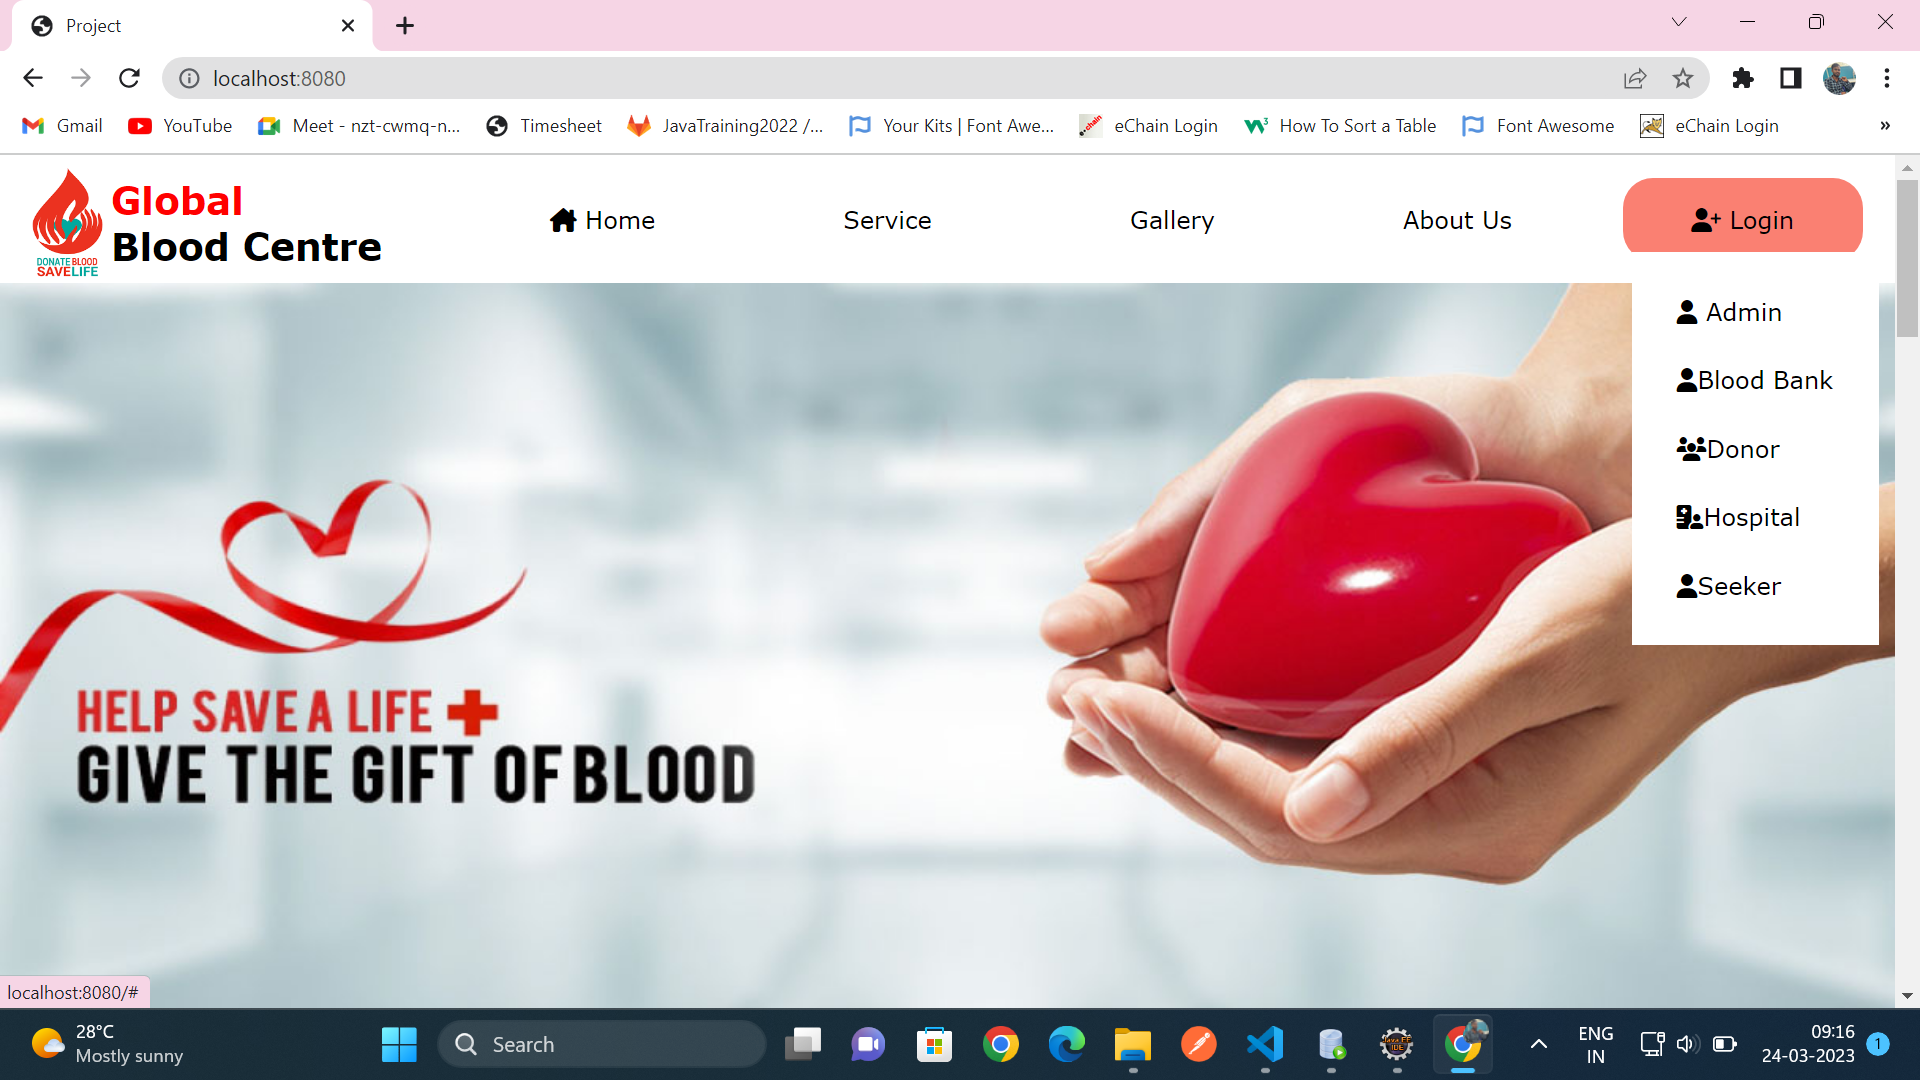 Project
localhost:8080
Gmail
YouTube
Meet - nzt-cwmq-n...
Timesheet
JavaTraining2022 /...
Your Kits | Font Awe...
eChain Login
How To Sort a Table
Font Awesome
eChain Login
»
DONATE BLOOD
SAVELIFE
Global
Blood Centre
Home
Service
Gallery
About Us
Login
Admin
Blood Bank
Donor
Hospital
Seeker
HELP SAVE A LIFE
GIVE THE GIFT OF BLOOD
localhost:8080/#
28°C
Mostly sunny
Search
Java EE
IDE
ENG
IN
09:16
24-03-2023
1